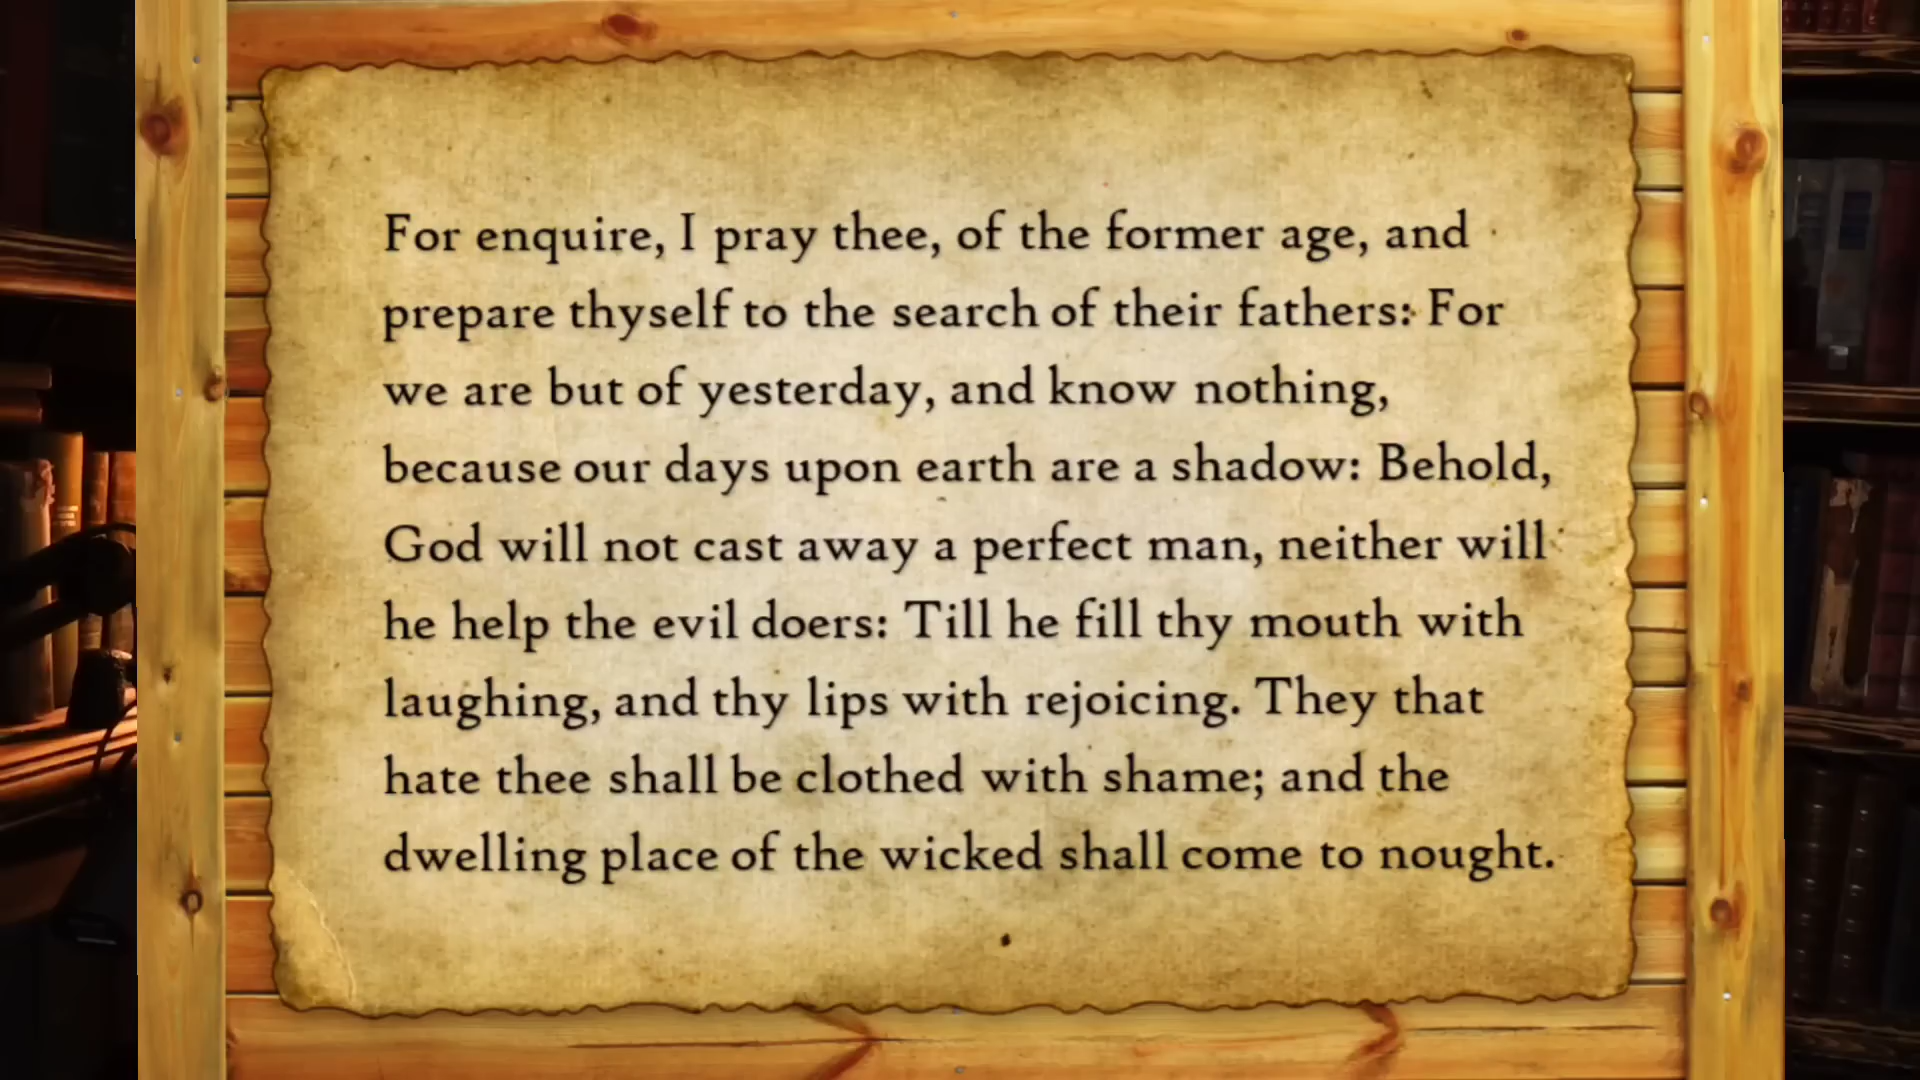 For enquire, I pray thee, of the former age, and
prepare thyself to the search of their fathers: For
we are but of yesterday, and know nothing,
because our days upon earth are a shadow: Behold,
God will not cast away a perfect man, neither will
he help the evil doers: Till he fill thy mouth with
laughing, and thy lips with rejoicing. They that
hate thee shall be clothed with shame; and the
dwelling place of the wicked shall come to nought.